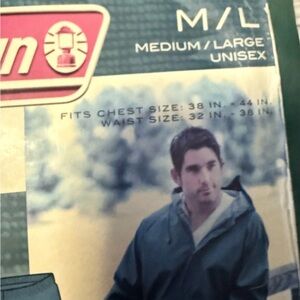 M/L
MEDIUM/LARGE
UNISEX
FITS CHEST SIZE: 38 IN. - 44 IN.
WAIST SIZE: 32 IN. - 38 IN.